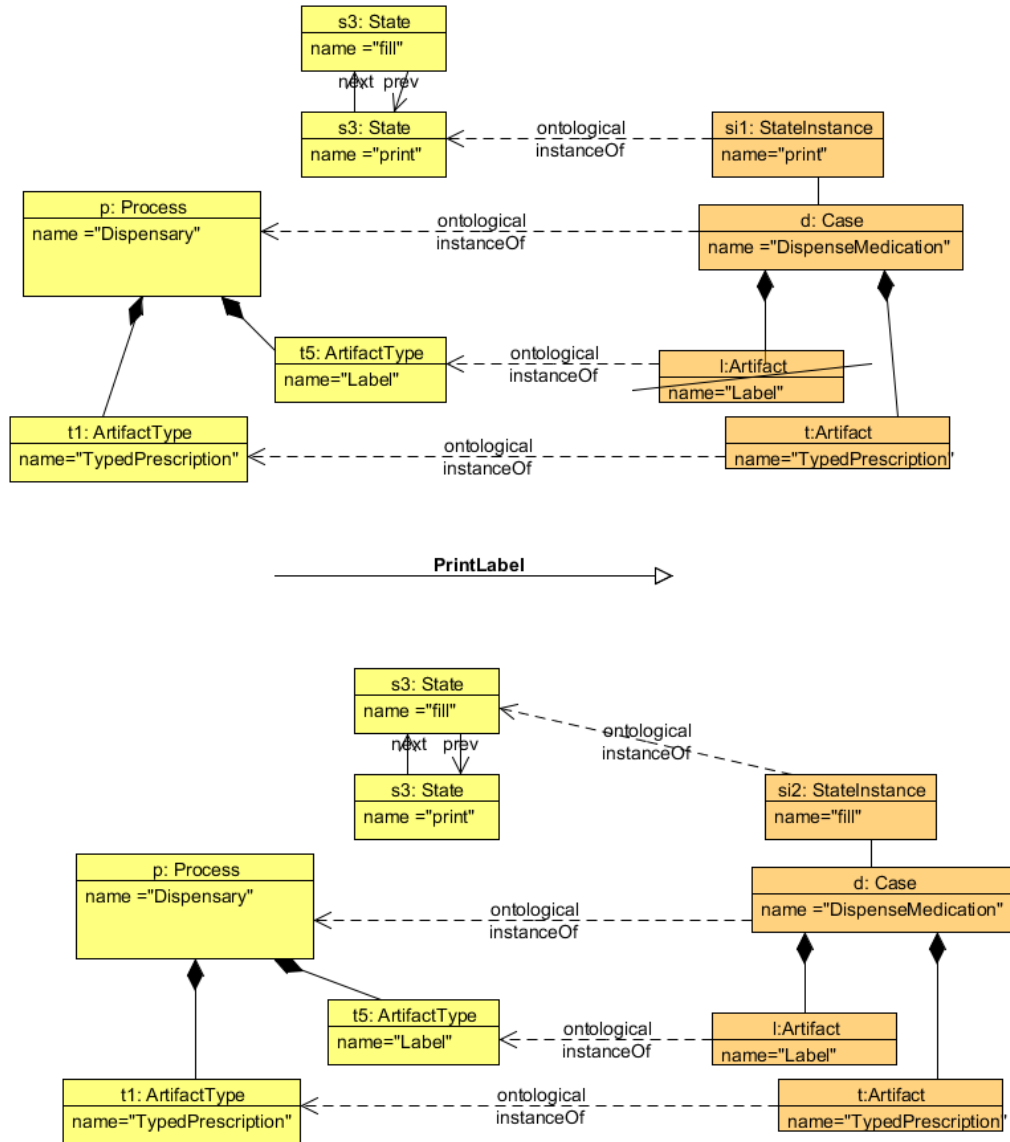 s3: State
name ="fill"
next prev
s3: State
name ="print"
ontological
instanceOf
si1: StateInstance
name="print"
p: Process
name ="Dispensary"
ontological
instanceOf
d: Case
name ="DispenseMedication"
t5: ArtifactType
name="Label"
ontological
instanceOf
l:Artifact
name="Label"
t1: ArtifactType
name="TypedPrescription"
ontological
instanceOf
t:Artifact
name="TypedPrescription"
PrintLabel
s3: State
name ="fill"
ontological
instanceOf
next prev
s3: State
name ="print"
si2: StateInstance
name="fill"
p: Process
name ="Dispensary"
ontological
instanceOf
d: Case
name ="DispenseMedication"
t5: ArtifactType
name="Label"
ontological
instanceOf
l:Artifact
name="Label"
t1: ArtifactType
name="TypedPrescription"
ontological
instanceOf
t:Artifact
name="TypedPrescription"